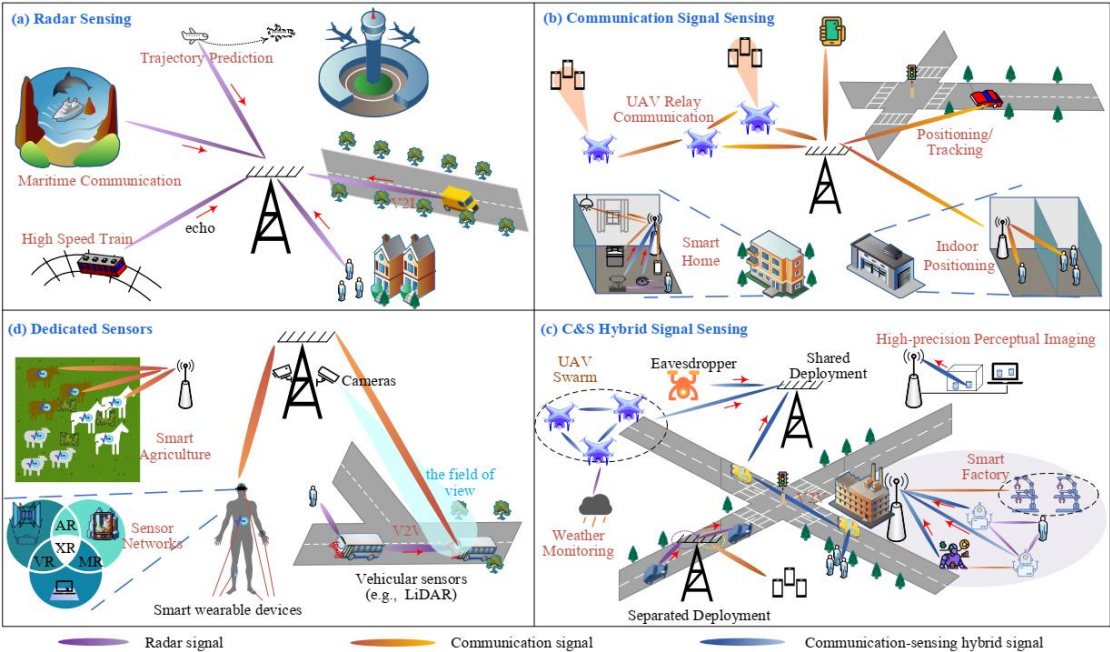 (a) Radar Sensing
Trajectory Prediction
Maritime Communication
V2I
echo
High Speed Train
(b) Communication Signal Sensing
UAV Relay
Communication
Positioning/
Tracking
Smart
Home
Indoor
Positioning
(d) Dedicated Sensors
Cameras
Smart
Agriculture
the field of
view
AR
Sensor
Networks
XR
VR
MR
V2V
Vehicular sensors
(e.g., LiDAR)
Smart wearable devices
(c) C&S Hybrid Signal Sensing
High-precision Perceptual Imaging
UAV
Swarm
Eavesdropper
Shared
Deployment
Smart
Factory
Weather
Monitoring
Separated Deployment
Radar signal
Communication signal
Communication-sensing hybrid signal